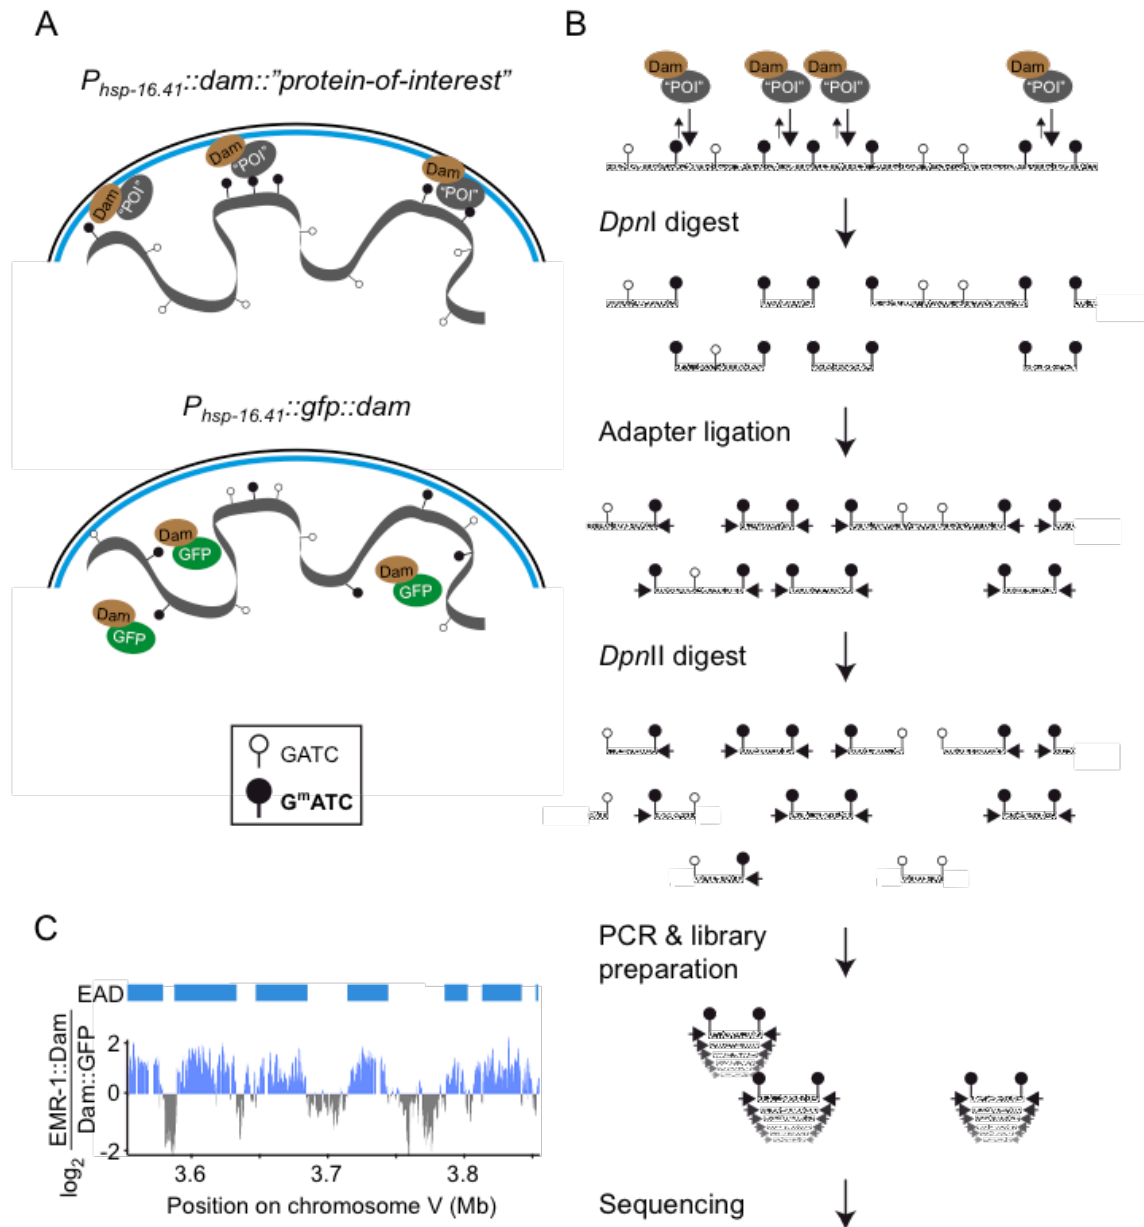 A
P hsp-16.41::dam::"protein-of-interest"
Dam "POI"
Dam "POI"
Dam "POI"
P hsp-16.41::gfp::dam
Dam GFP
Dam GFP
Dam GFP
GATC
GmATC
B
Dam "POI"
Dam "POI"
Dam "POI"
Dam "POI"
DpnI digest
Adapter ligation
DpnII digest
PCR & library
preparation
Sequencing
C
EAD
log2 EMR-1::Dam
Dam::GFP
2
0
-2
3.6 3.7 3.8
Position on chromosome V (Mb)